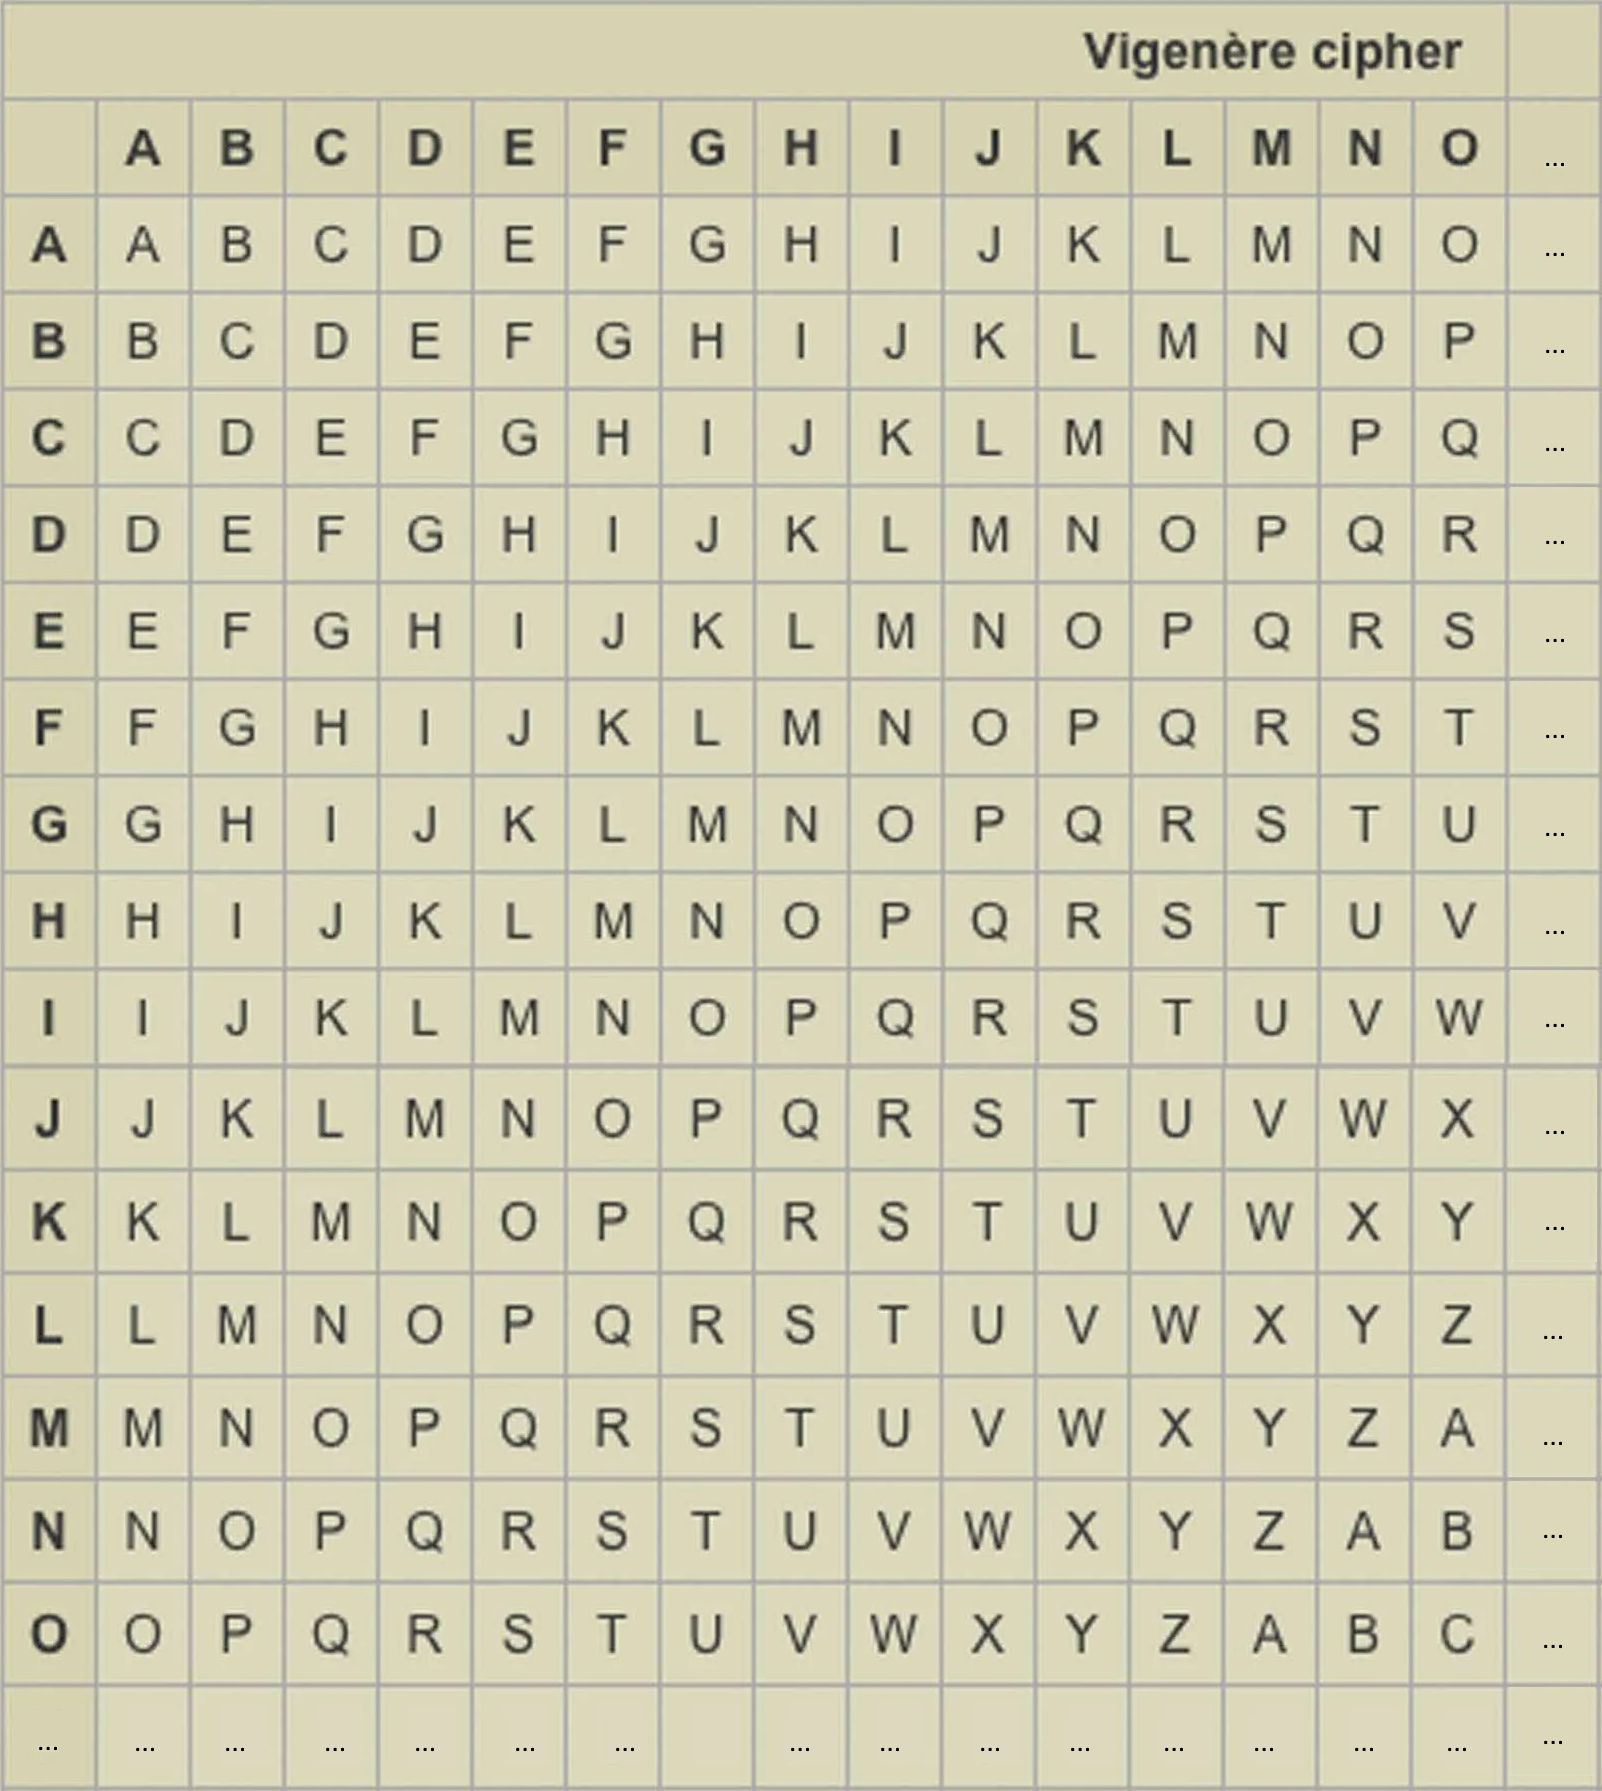 Vigenère cipher
A B C D E F G H I J K L M N O ...
A A B C D E F G H I J K L M N O ...
B B C D E F G H I J K L M N O P ...
C C D E F G H I J K L M N O P Q ...
D D E F G H I J K L M N O P Q R ...
E E F G H I J K L M N O P Q R S ...
F F G H I J K L M N O P Q R S T ...
G G H I J K L M N O P Q R S T U ...
H H I J K L M N O P Q R S T U V ...
I I J K L M N O P Q R S T U V W ...
J J K L M N O P Q R S T U V W X ...
K K L M N O P Q R S T U V W X Y ...
L L M N O P Q R S T U V W X Y Z ...
M M N O P Q R S T U V W X Y Z A ...
N N O P Q R S T U V W X Y Z A B ...
O O P Q R S T U V W X Y Z A B C ...
... ... ... ... ... ... ... ... ... ... ... ... ... ... ... ...